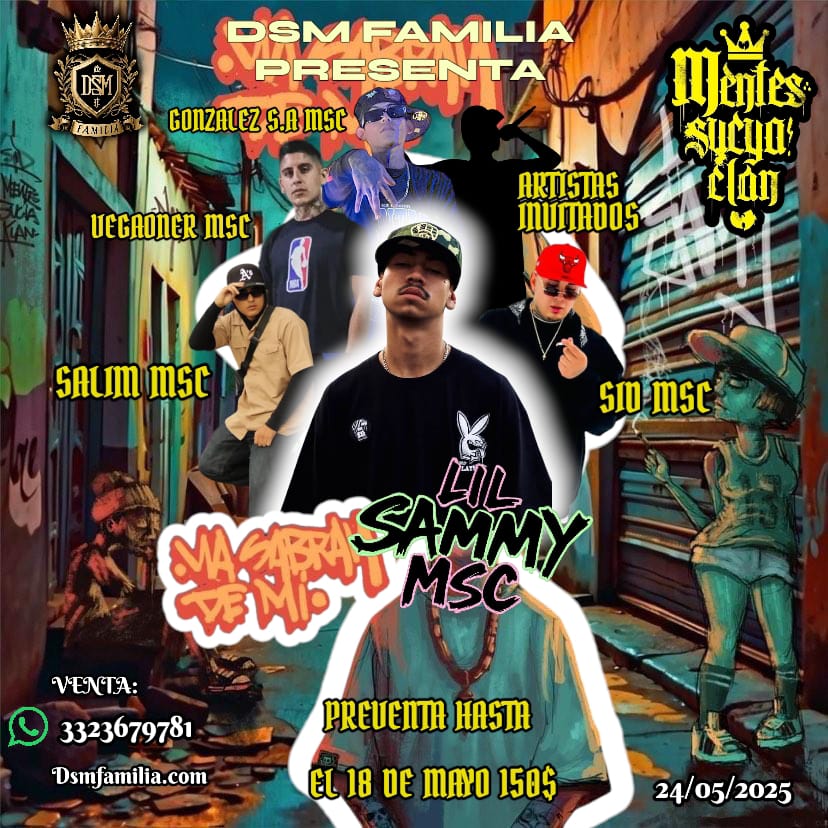 DSM FAMILIA
PRESENTA
DSM
FAMILIA
Mentes
sucya
clán
GONZALEZ S.A MSC
VEGAONER MSC
ARTISTAS
INVITADOS
NBA
A's
SALIM MSC
SID MSC
LIL
SAMMY
MSC
.YA SABRAN
DE MI.
VENTA:
3323679781
Dsmfamilia.com
PREVENTA HASTA
EL 18 DE MAYO 150$
24/05/2025